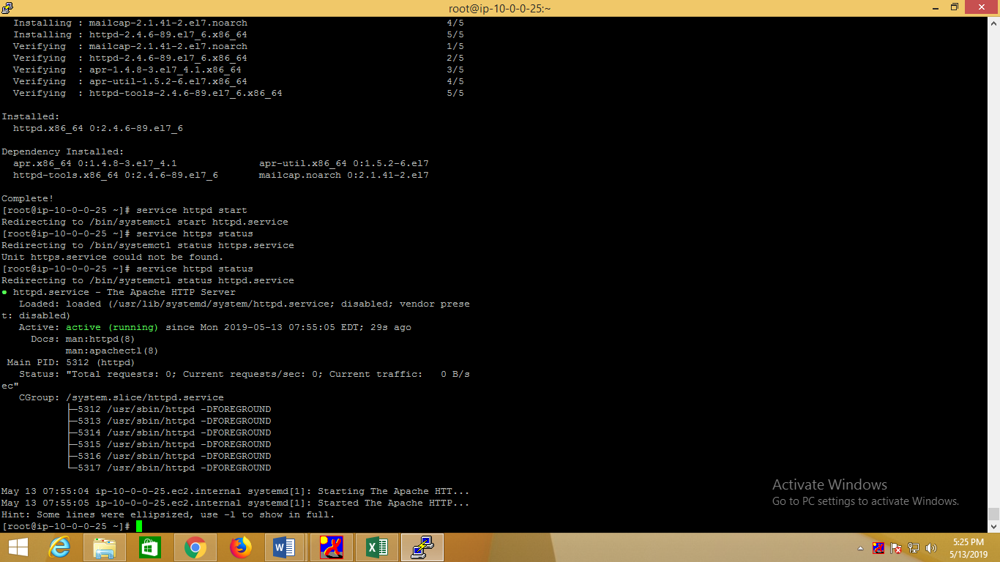 root@ip-10-0-0-25:~
  Installing : mailcap-2.1.41-2.el7.noarch                                  4/5
  Installing : httpd-2.4.6-89.el7_6.x86_64                                  5/5
  Verifying  : mailcap-2.1.41-2.el7.noarch                                  1/5
  Verifying  : httpd-2.4.6-89.el7_6.x86_64                                  2/5
  Verifying  : apr-1.4.8-3.el7_4.1.x86_64                                   3/5
  Verifying  : apr-util-1.5.2-6.el7.x86_64                                  4/5
  Verifying  : httpd-tools-2.4.6-89.el7_6.x86_64                            5/5

Installed:
  httpd.x86_64 0:2.4.6-89.el7_6

Dependency Installed:
  apr.x86_64 0:1.4.8-3.el7_4.1              apr-util.x86_64 0:1.5.2-6.el7
  httpd-tools.x86_64 0:2.4.6-89.el7_6       mailcap.noarch 0:2.1.41-2.el7

Complete!
[root@ip-10-0-0-25 ~]# service httpd start
Redirecting to /bin/systemctl start httpd.service
[root@ip-10-0-0-25 ~]# service https status
Redirecting to /bin/systemctl status https.service
Unit https.service could not be found.
[root@ip-10-0-0-25 ~]# service httpd status
Redirecting to /bin/systemctl status httpd.service
● httpd.service - The Apache HTTP Server
   Loaded: loaded (/usr/lib/systemd/system/httpd.service; disabled; vendor prese
t: disabled)
   Active: active (running) since Mon 2019-05-13 07:55:05 EDT; 29s ago
     Docs: man:httpd(8)
           man:apachectl(8)
 Main PID: 5312 (httpd)
   Status: "Total requests: 0; Current requests/sec: 0; Current traffic:   0 B/s
ec"
   CGroup: /system.slice/httpd.service
           ├─5312 /usr/sbin/httpd -DFOREGROUND
           ├─5313 /usr/sbin/httpd -DFOREGROUND
           ├─5314 /usr/sbin/httpd -DFOREGROUND
           ├─5315 /usr/sbin/httpd -DFOREGROUND
           ├─5316 /usr/sbin/httpd -DFOREGROUND
           └─5317 /usr/sbin/httpd -DFOREGROUND

May 13 07:55:04 ip-10-0-0-25.ec2.internal systemd[1]: Starting The Apache HTT...
May 13 07:55:05 ip-10-0-0-25.ec2.internal systemd[1]: Started The Apache HTTP...
Hint: Some lines were ellipsized, use -l to show in full.
[root@ip-10-0-0-25 ~]#
Activate Windows
Go to PC settings to activate Windows.
5:25 PM
5/13/2019